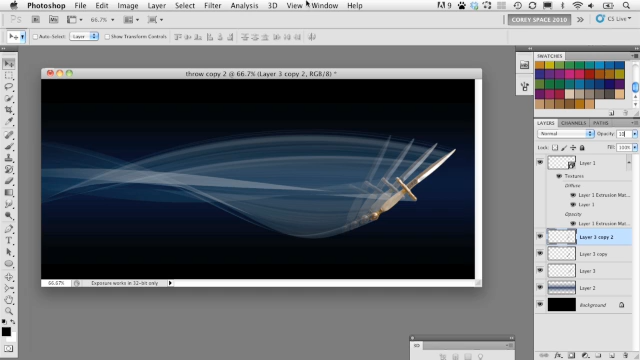 Photoshop File Edit Image Layer Select Filter Analysis 3D View Window Help
66.7% COREY SPACE 2010 CS Live
Auto-Select: Layer Show Transform Controls
throw copy 2 @ 66.7% (Layer 3 copy 2, RGB/8) *
66.67% Exposure works in 32-bit only
SWATCHES
LAYERS CHANNELS PATHS
Normal Opacity:
Lock: Fill: 100%
Layer 1
Textures
Diffuse
Layer 1 Extrusion Mat...
Layer 1
Opacity
Layer 1 Extrusion Mat...
Layer 3 copy 2
Layer 3 copy
Layer 3
Layer 2
Background
3D